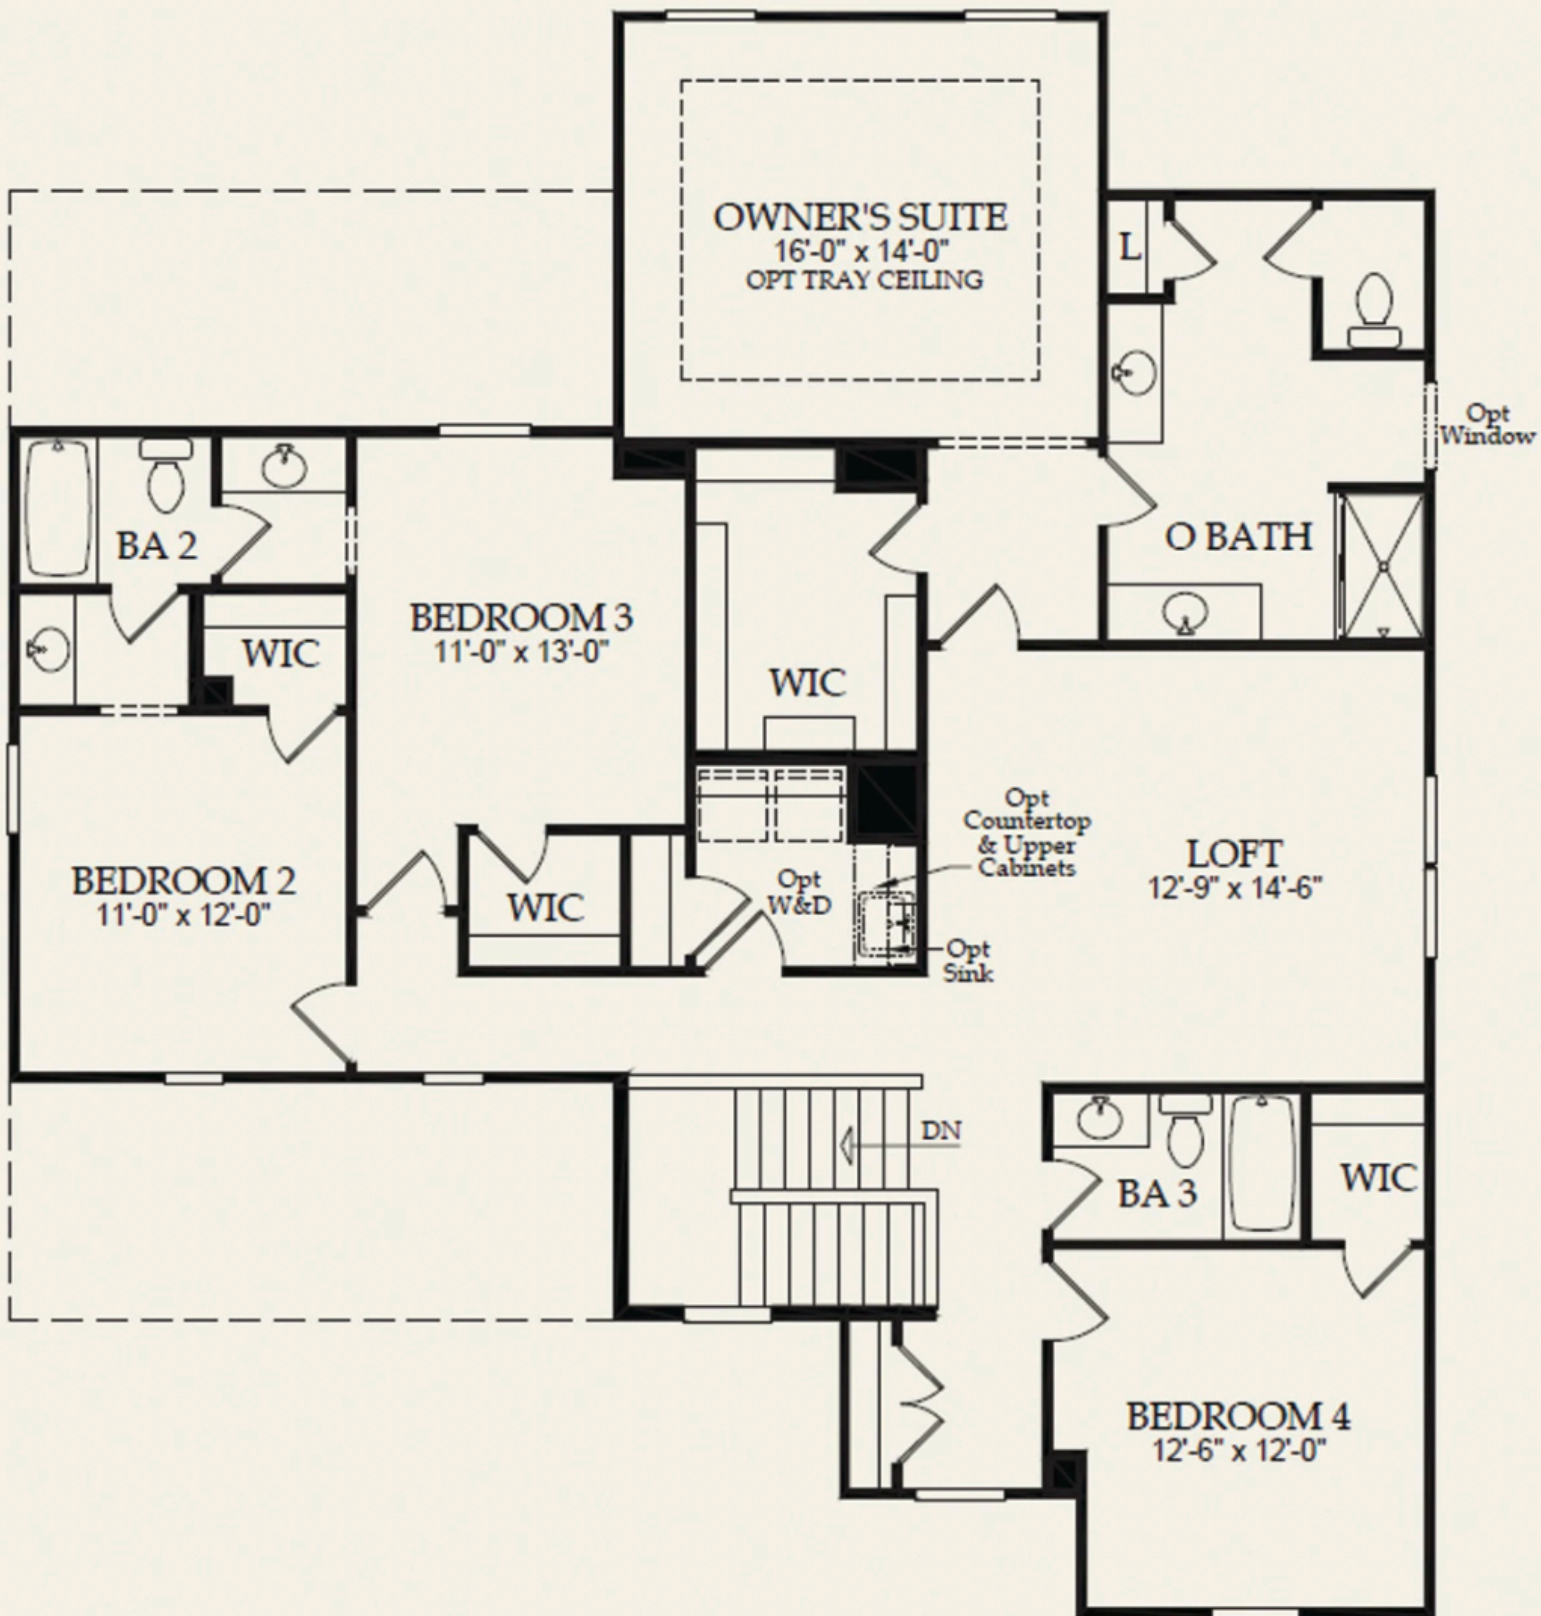 OWNER'S SUITE
16'-0" x 14'-0"
OPT TRAY CEILING
L
Opt
Window
BA 2
O BATH
WIC
BEDROOM 3
11'-0" x 13'-0"
WIC
Opt
Countertop
& Upper
Cabinets
LOFT
12'-9" x 14'-6"
BEDROOM 2
11'-0" x 12'-0"
WIC
Opt
W&D
Opt
Sink
DN
BA 3
WIC
BEDROOM 4
12'-6" x 12'-0"